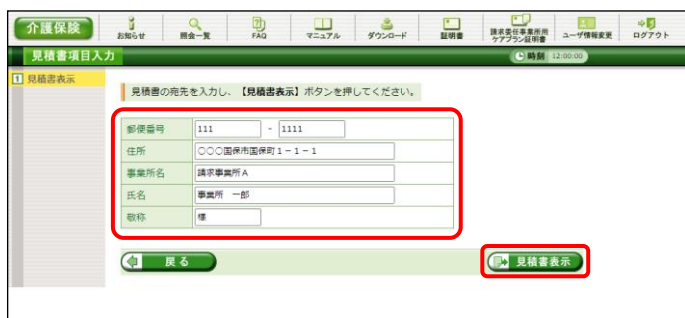 介護保険
お知らせ
照会一覧
FAQ
マニュアル
ダウンロード
証明書
請求委任事業所用
ケアプラン証明書
ユーザ情報変更
ログアウト
見積書項目入力
時刻 12:00:00
1 見積書表示
見積書の宛先を入力し、【見積書表示】ボタンを押してください。
郵便番号 111 - 1111
住所 〇〇〇国保市国保町1-1-1
事業所名 請求事業所A
氏名 事業所 一郎
敬称 様
戻る
見積書表示